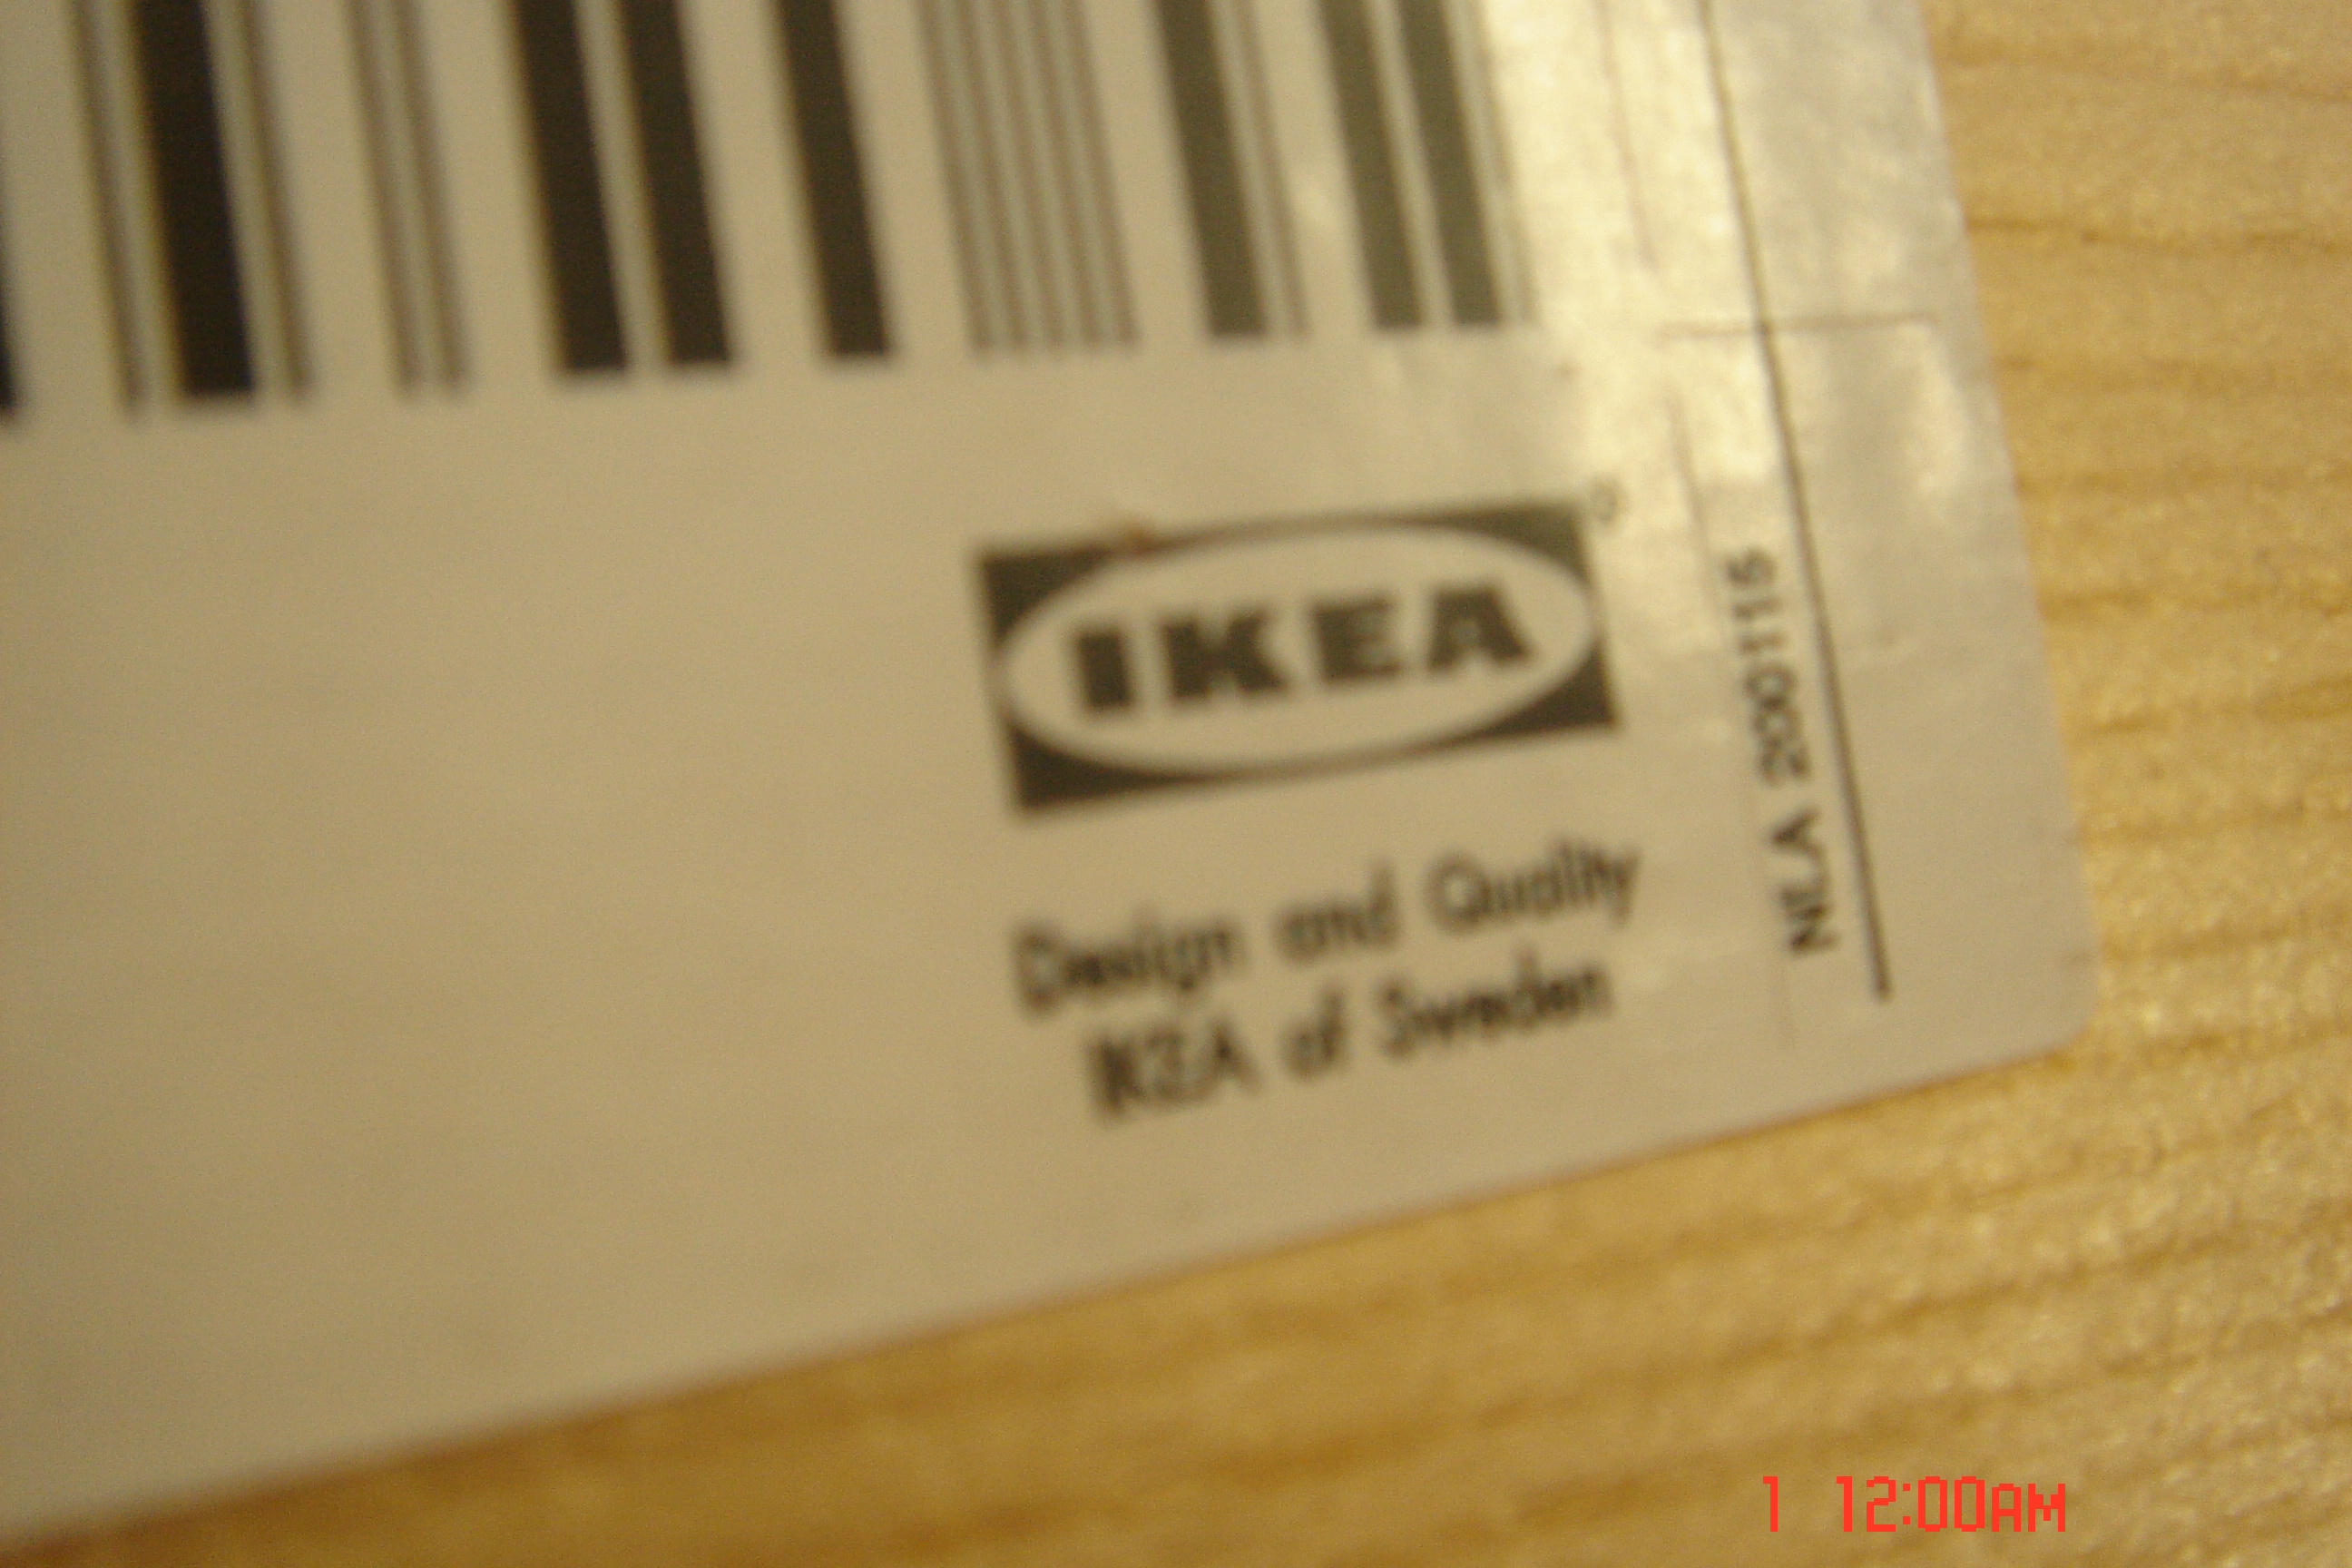 IKEA
Design and Quality
IKEA of Sweden
NLA 200115
1 12:00AM